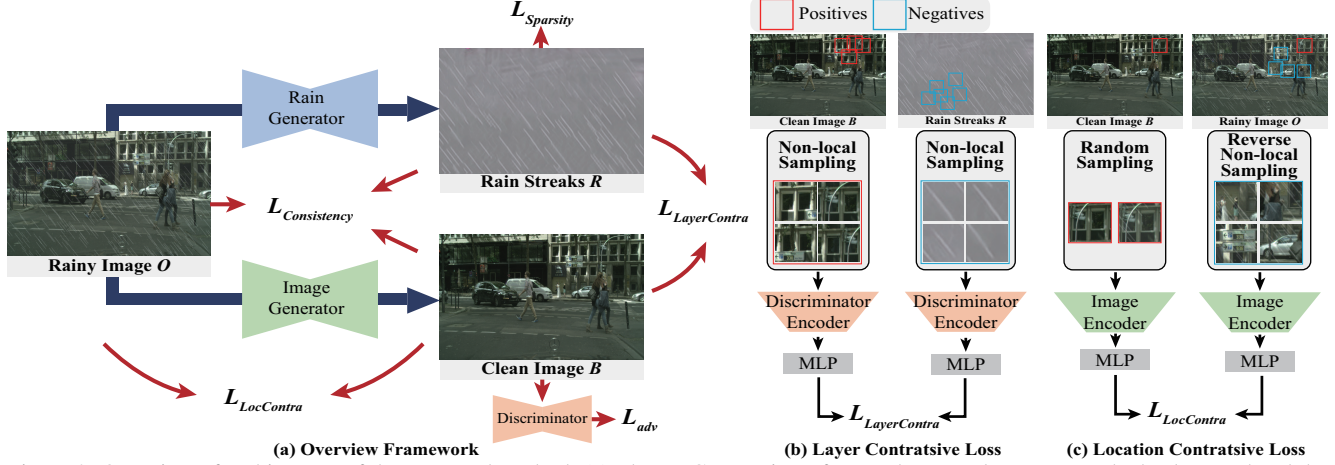 L_Sparsity
Rain
Generator
Rain Streaks R
L_Consistency
L_LayerContra
Rainy Image O
Image
Generator
Clean Image B
L_LocContra
Discriminator
L_adv
(a) Overview Framework
Positives
Negatives
Clean Image B
Rain Streaks R
Non-local
Sampling
Non-local
Sampling
Discriminator
Encoder
Discriminator
Encoder
MLP
MLP
L_LayerContra
(b) Layer Contratsive Loss
Clean Image B
Rainy Image O
Random
Sampling
Reverse
Non-local
Sampling
Image
Encoder
Image
Encoder
MLP
MLP
L_LocContra
(c) Location Contratsive Loss